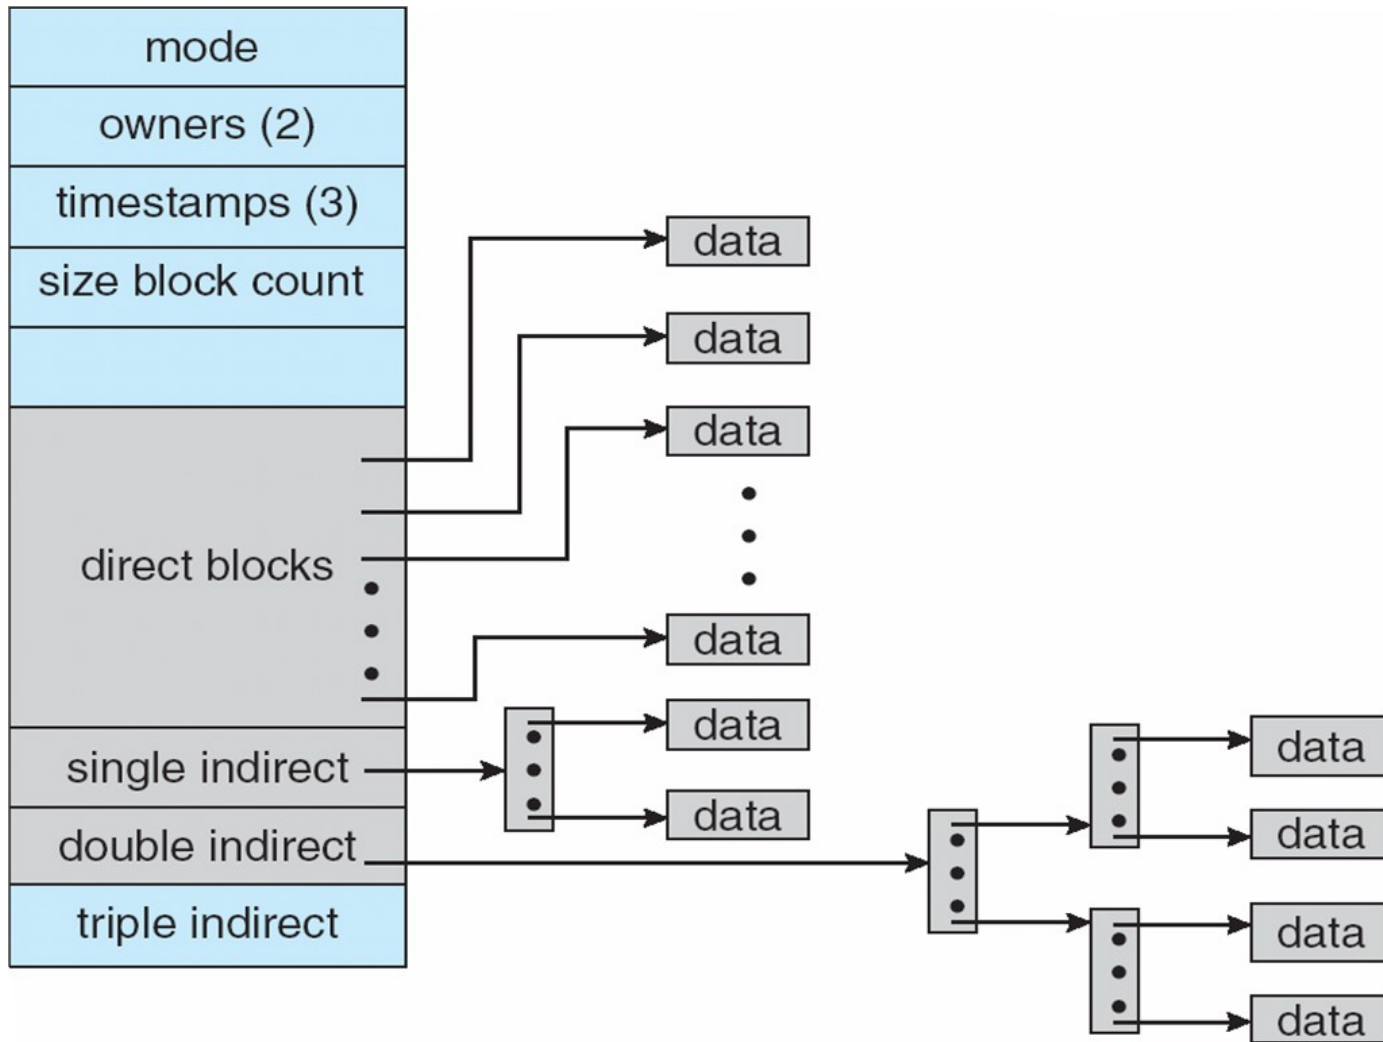 mode
owners (2)
timestamps (3)
size block count
direct blocks
single indirect
double indirect
triple indirect
data
data
data
data
data
data
data
data
data
data